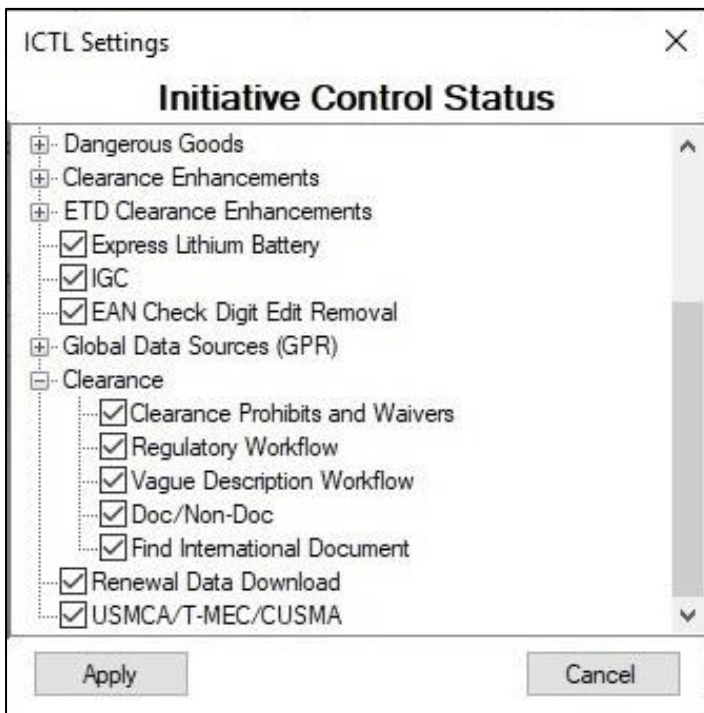 ICTL Settings
Initiative Control Status
Dangerous Goods
Clearance Enhancements
ETD Clearance Enhancements
Express Lithium Battery
IGC
EAN Check Digit Edit Removal
Global Data Sources (GPR)
Clearance
Clearance Prohibits and Waivers
Regulatory Workflow
Vague Description Workflow
Doc/Non-Doc
Find International Document
Renewal Data Download
USMCA/T-MEC/CUSMA
Apply Cancel